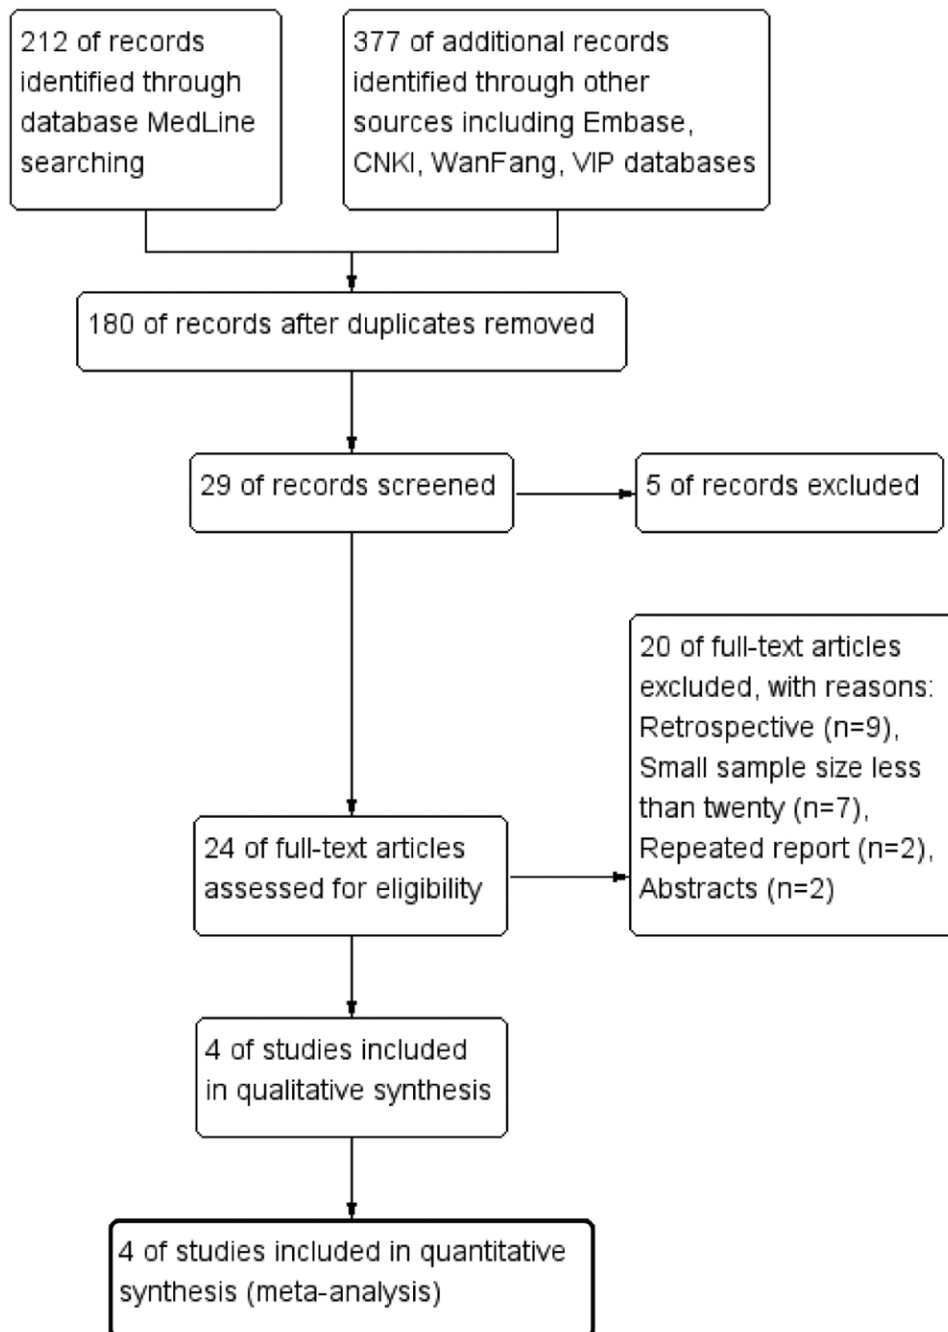 212 of records
identified through
database MedLine
searching
377 of additional records
identified through other
sources including Embase,
CNKI, WanFang, VIP databases
180 of records after duplicates removed
29 of records screened
5 of records excluded
20 of full-text articles
excluded, with reasons:
Retrospective (n=9),
Small sample size less
than twenty (n=7),
Repeated report (n=2),
Abstracts (n=2)
24 of full-text articles
assessed for eligibility
4 of studies included
in qualitative synthesis
4 of studies included in quantitative
synthesis (meta-analysis)